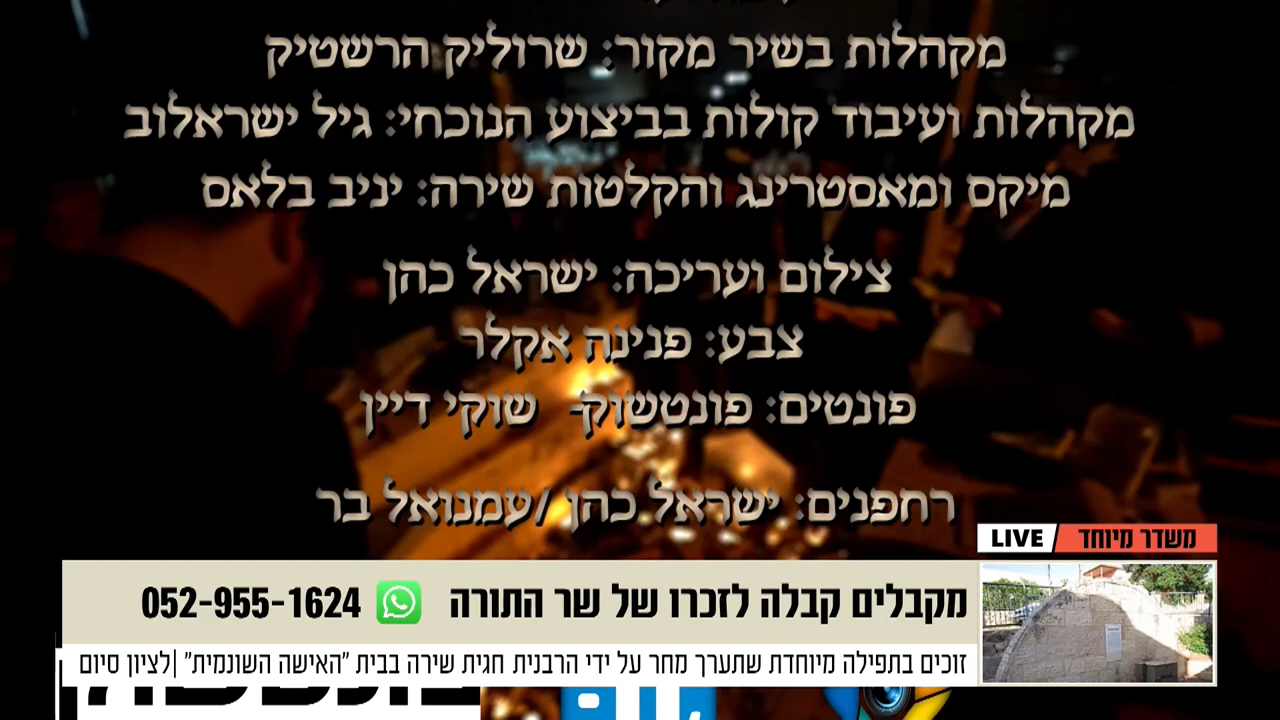 מקהלות בשיר מקור: שרוליק הרשטיק
מקהלות ועיבוד קולות בביצוע הנוכחי: גיל ישראלוב
מיקס ומאסטרינג והקלטות שירה: יניב בלאס
צילום ועריכה: ישראל כהן
צבע: פנינה אקלר
פונטים: פונטשוק- שוקי דיין
רחפנים: ישראל כהן /עמנואל בר
משדר מיוחד LIVE
מקבלים קבלה לזכרו של שר התורה 052-955-1624
זוכים בתפילה מיוחדת שתערך מחר על ידי הרבנית חגית שירה בבית "האישה השונמית" |לציון סיום